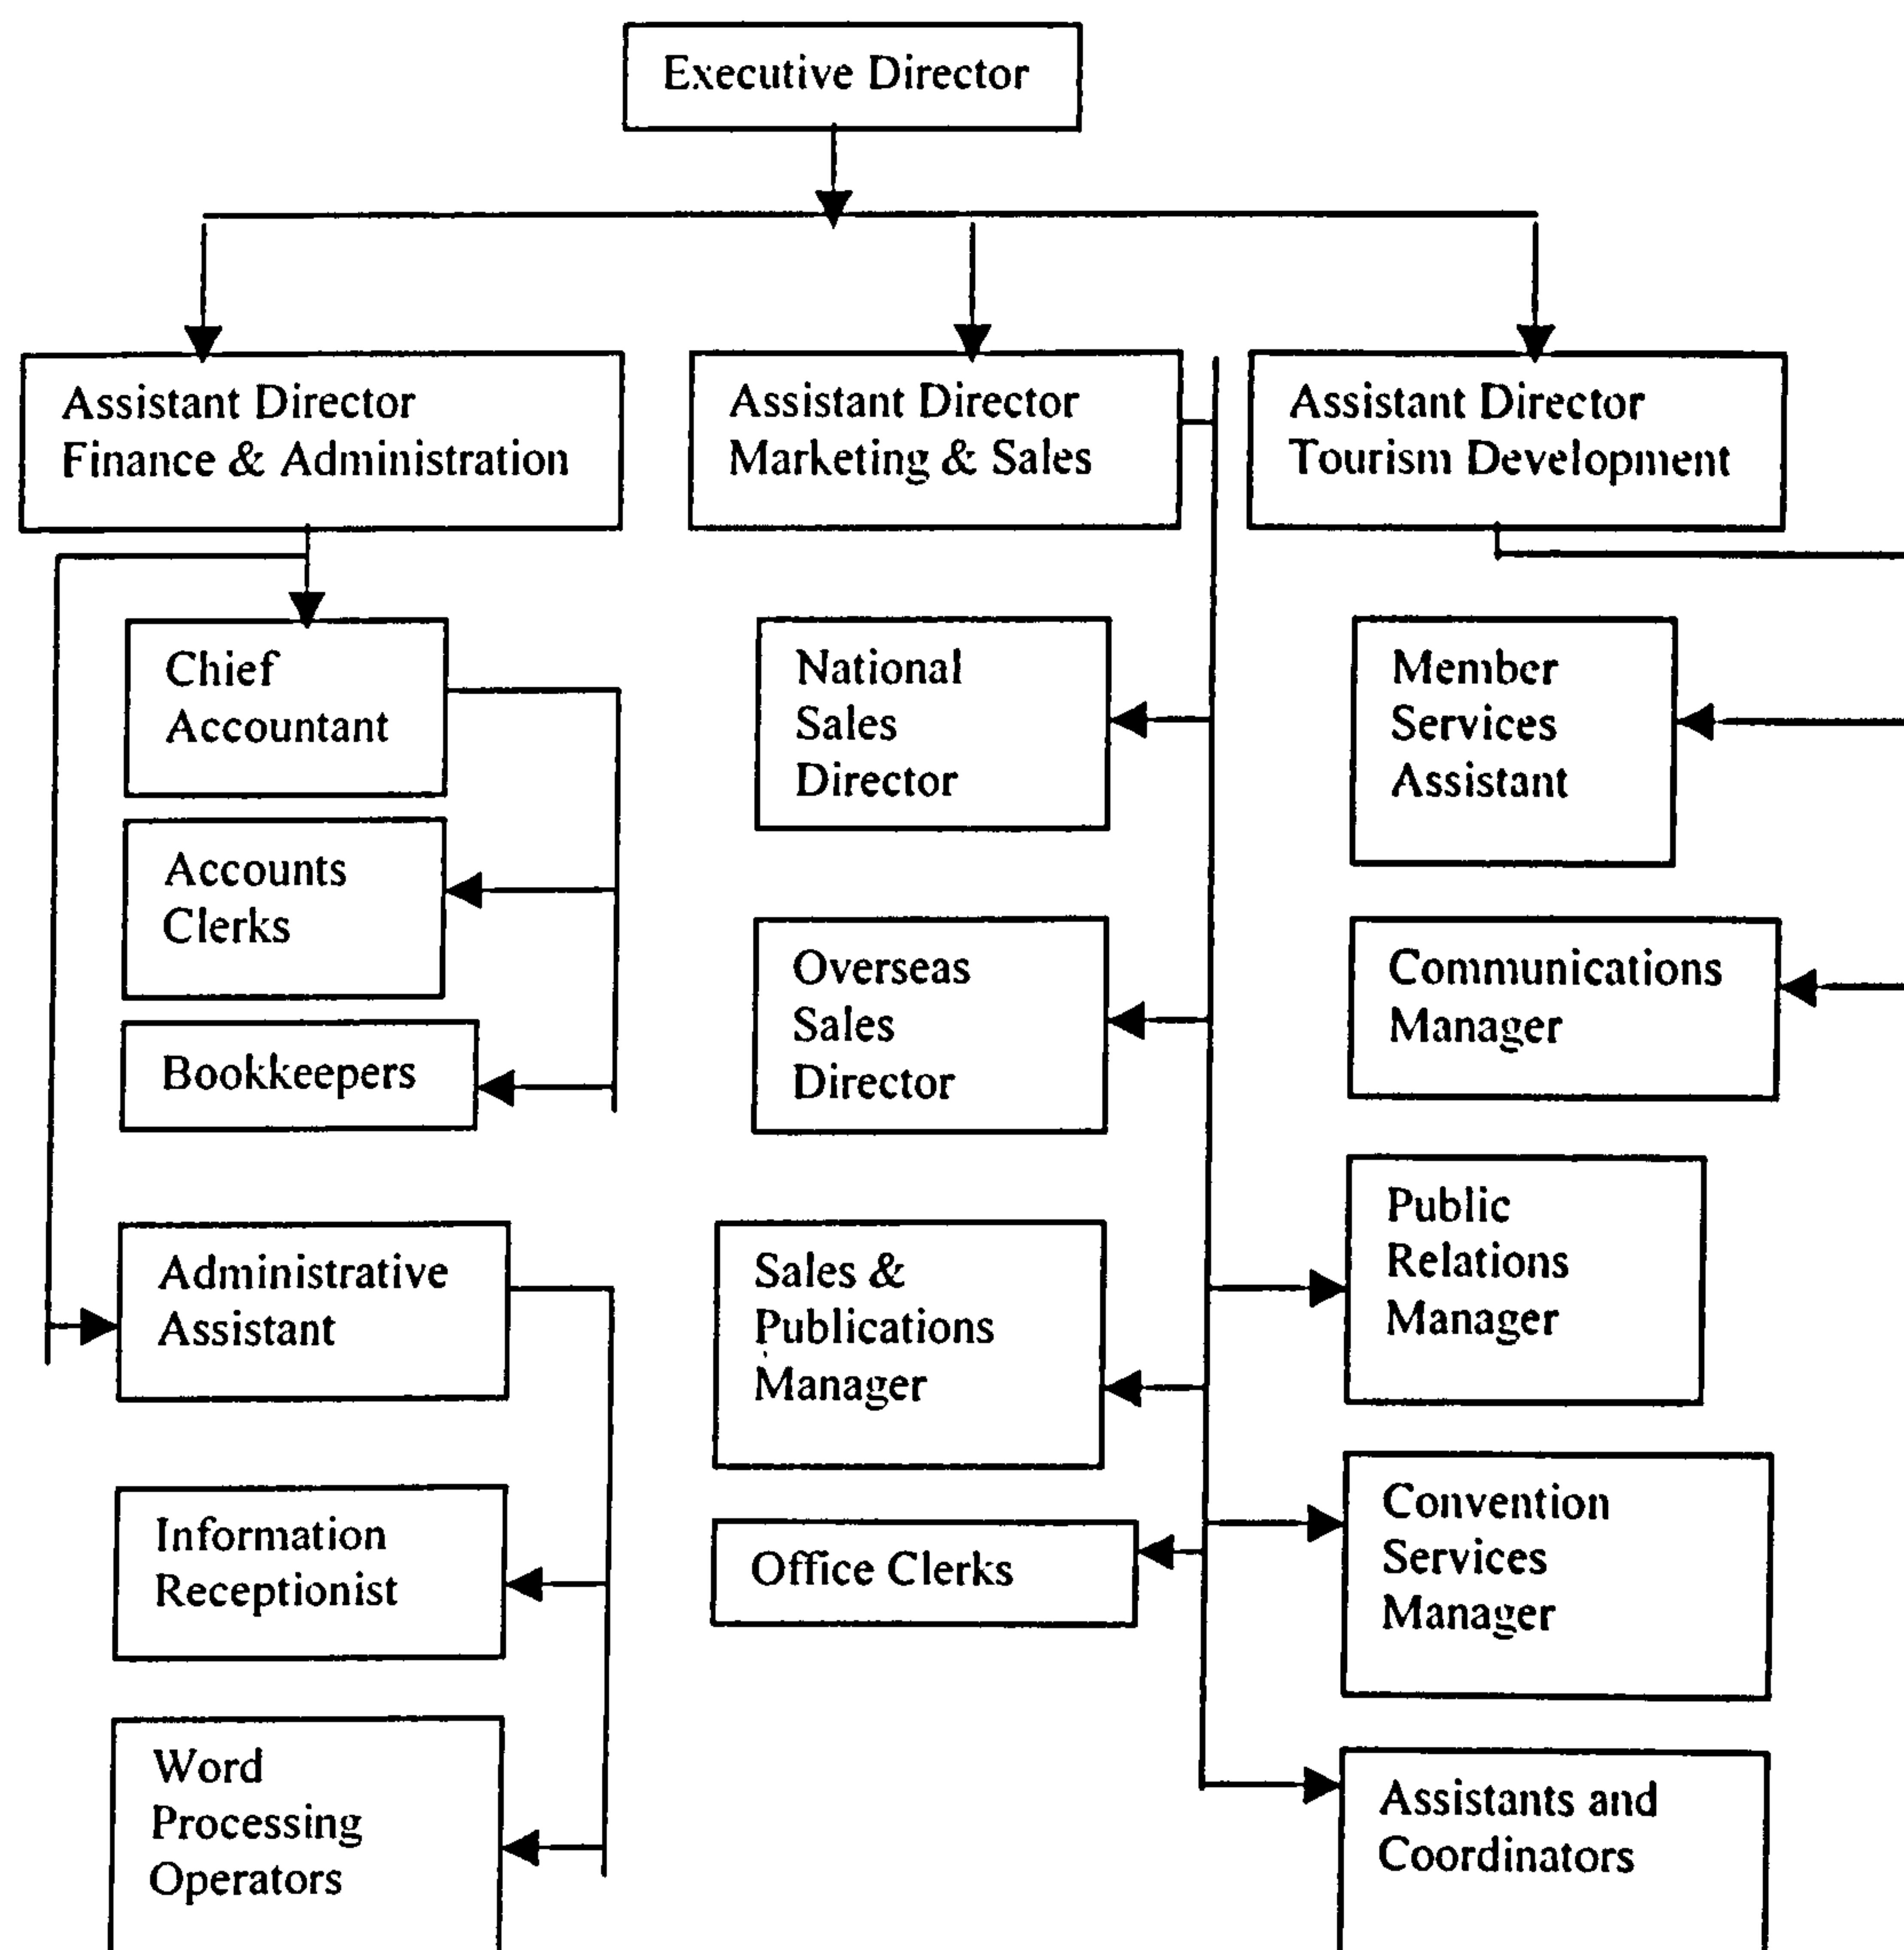 Executive Director
Assistant Director
Finance & Administration
Assistant Director
Marketing & Sales
Assistant Director
Tourism Development
Chief
Accountant
Accounts
Clerks
Bookkeepers
Administrative
Assistant
Information
Receptionist
Word
Processing
Operators
National
Sales
Director
Overseas
Sales
Director
Sales &
Publications
Manager
Office Clerks
Member
Services
Assistant
Communications
Manager
Public
Relations
Manager
Convention
Services
Manager
Assistants and
Coordinators